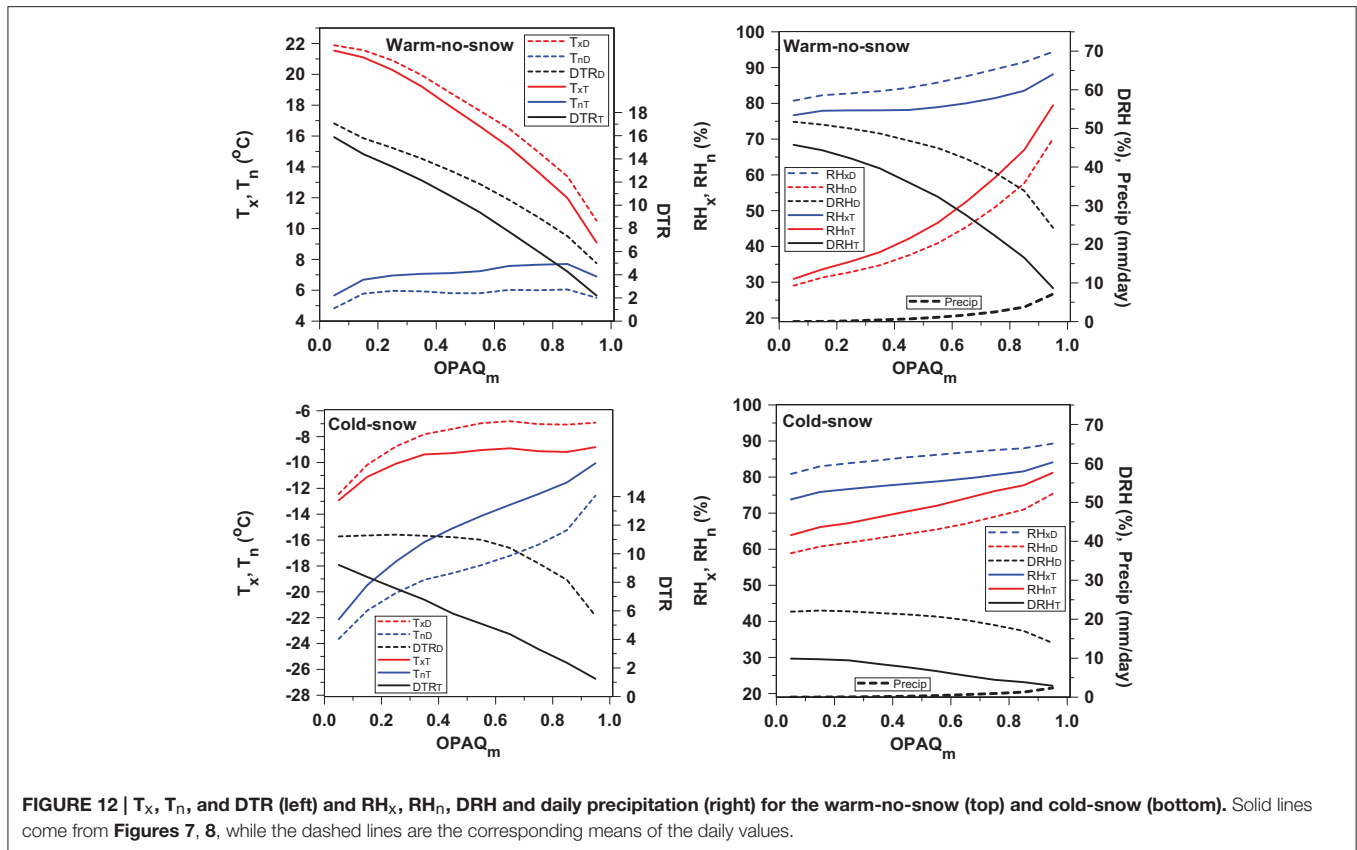 Warm-no-snow
TxD
TnD
DTRD
TxT
TnT
DTRT
22
20
18
16
14
12
10
8
6
4
Tx, Tn (°C)
18
16
14
12
10
8
6
4
2
0
DTR
0.0 0.2 0.4 0.6 0.8 1.0
OPAQm
Warm-no-snow
RHxD
RHnD
DRHD
RHxT
RHnT
DRHT
Precip
100
90
80
70
60
50
40
30
20
RHx, RHn (%)
70
60
50
40
30
20
10
0
DRH (%), Precip (mm/day)
0.0 0.2 0.4 0.6 0.8 1.0
OPAQm
Cold-snow
TxD
TnD
DTRD
TxT
TnT
DTRT
-6
-8
-10
-12
-14
-16
-18
-20
-22
-24
-26
-28
Tx, Tn (°C)
14
12
10
8
6
4
2
0
DTR
0.0 0.2 0.4 0.6 0.8 1.0
OPAQm
Cold-snow
RHxD
RHnD
DRHD
RHxT
RHnT
DRHT
Precip
100
90
80
70
60
50
40
30
20
RHx, RHn (%)
70
60
50
40
30
20
10
0
DRH (%), Precip (mm/day)
0.0 0.2 0.4 0.6 0.8 1.0
OPAQm
FIGURE 12 | Tx, Tn, and DTR (left) and RHx, RHn, DRH and daily precipitation (right) for the warm-no-snow (top) and cold-snow (bottom). Solid lines
come from Figures 7, 8, while the dashed lines are the corresponding means of the daily values.